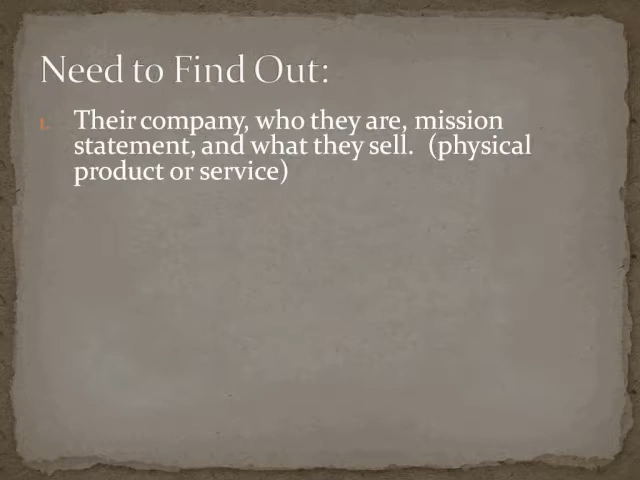 Need to Find Out:
1. Their company, who they are, mission
statement, and what they sell.  (physical
product or service)